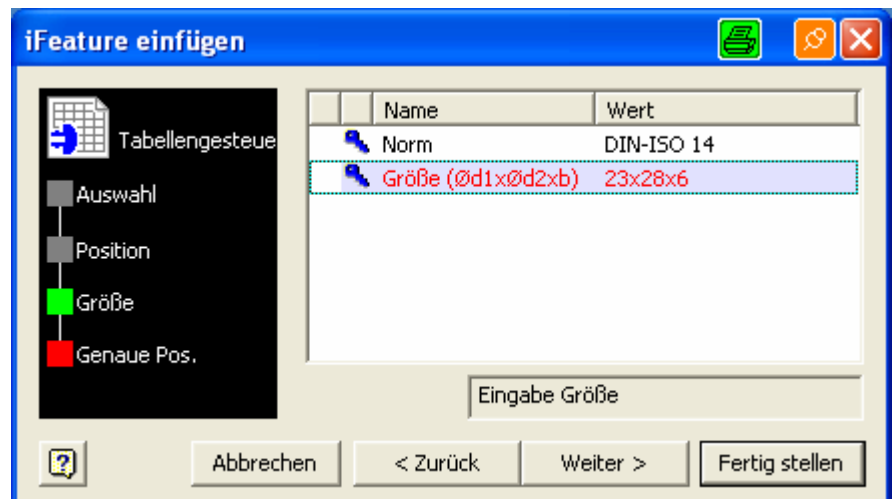 iFeature einfügen
Tabellengesteue
Auswahl
Position
Größe
Genaue Pos.
Name Wert
Norm DIN-ISO 14
Größe (Ød1xØd2xb) 23x28x6
Eingabe Größe
Abbrechen < Zurück Weiter > Fertig stellen